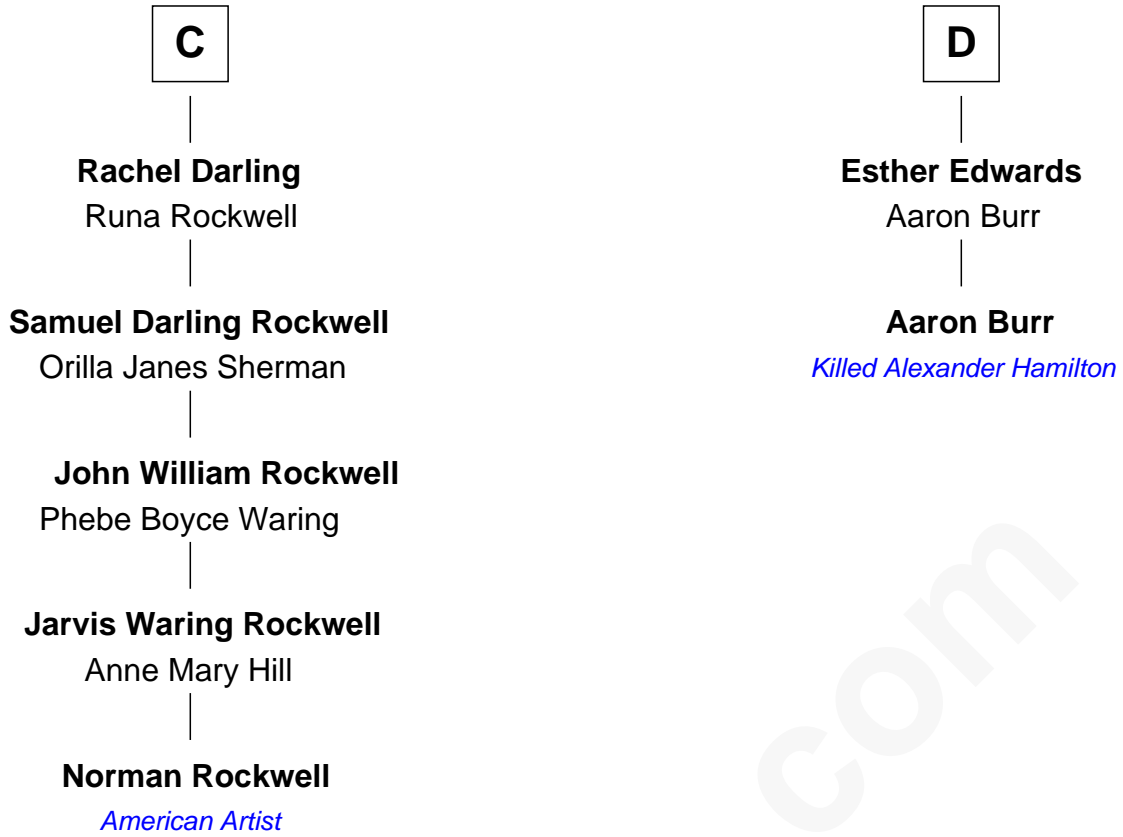 C
Rachel Darling
Runa Rockwell
Samuel Darling Rockwell
Orilla Janes Sherman
John William Rockwell
Phebe Boyce Waring
Jarvis Waring Rockwell
Anne Mary Hill
Norman Rockwell
American Artist
D
Esther Edwards
Aaron Burr
Aaron Burr
Killed Alexander Hamilton
com